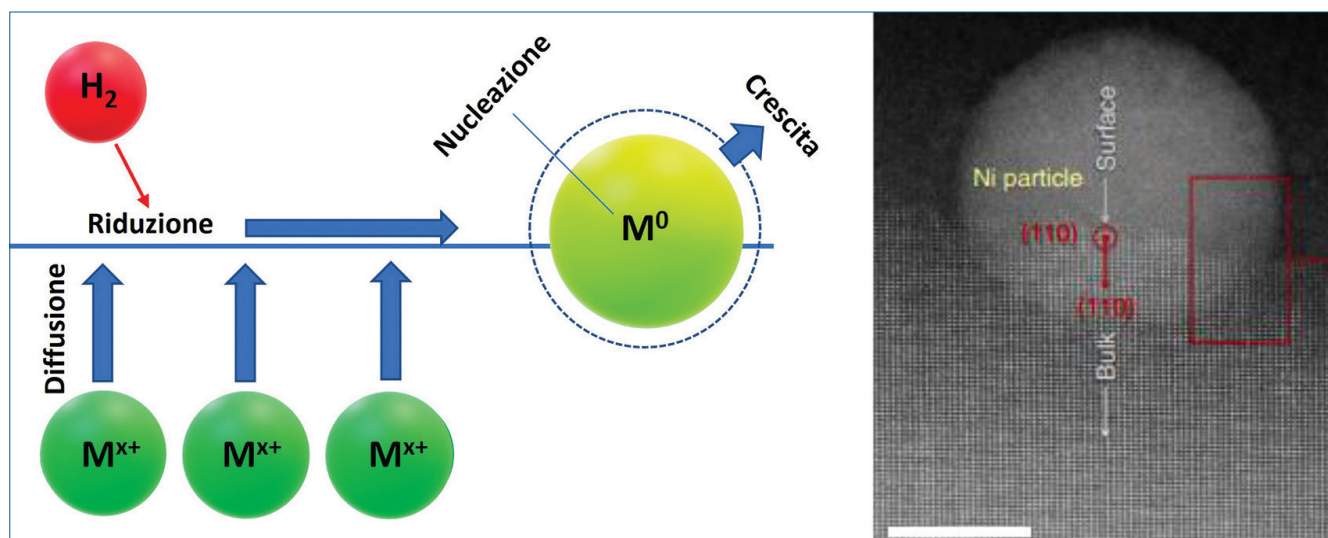 H₂
Nucleazione
Crescita
Riduzione
M⁰
Diffusione
Mˣ⁺
Mˣ⁺
Mˣ⁺
Surface
Ni particle
(110)
(110)
Bulk